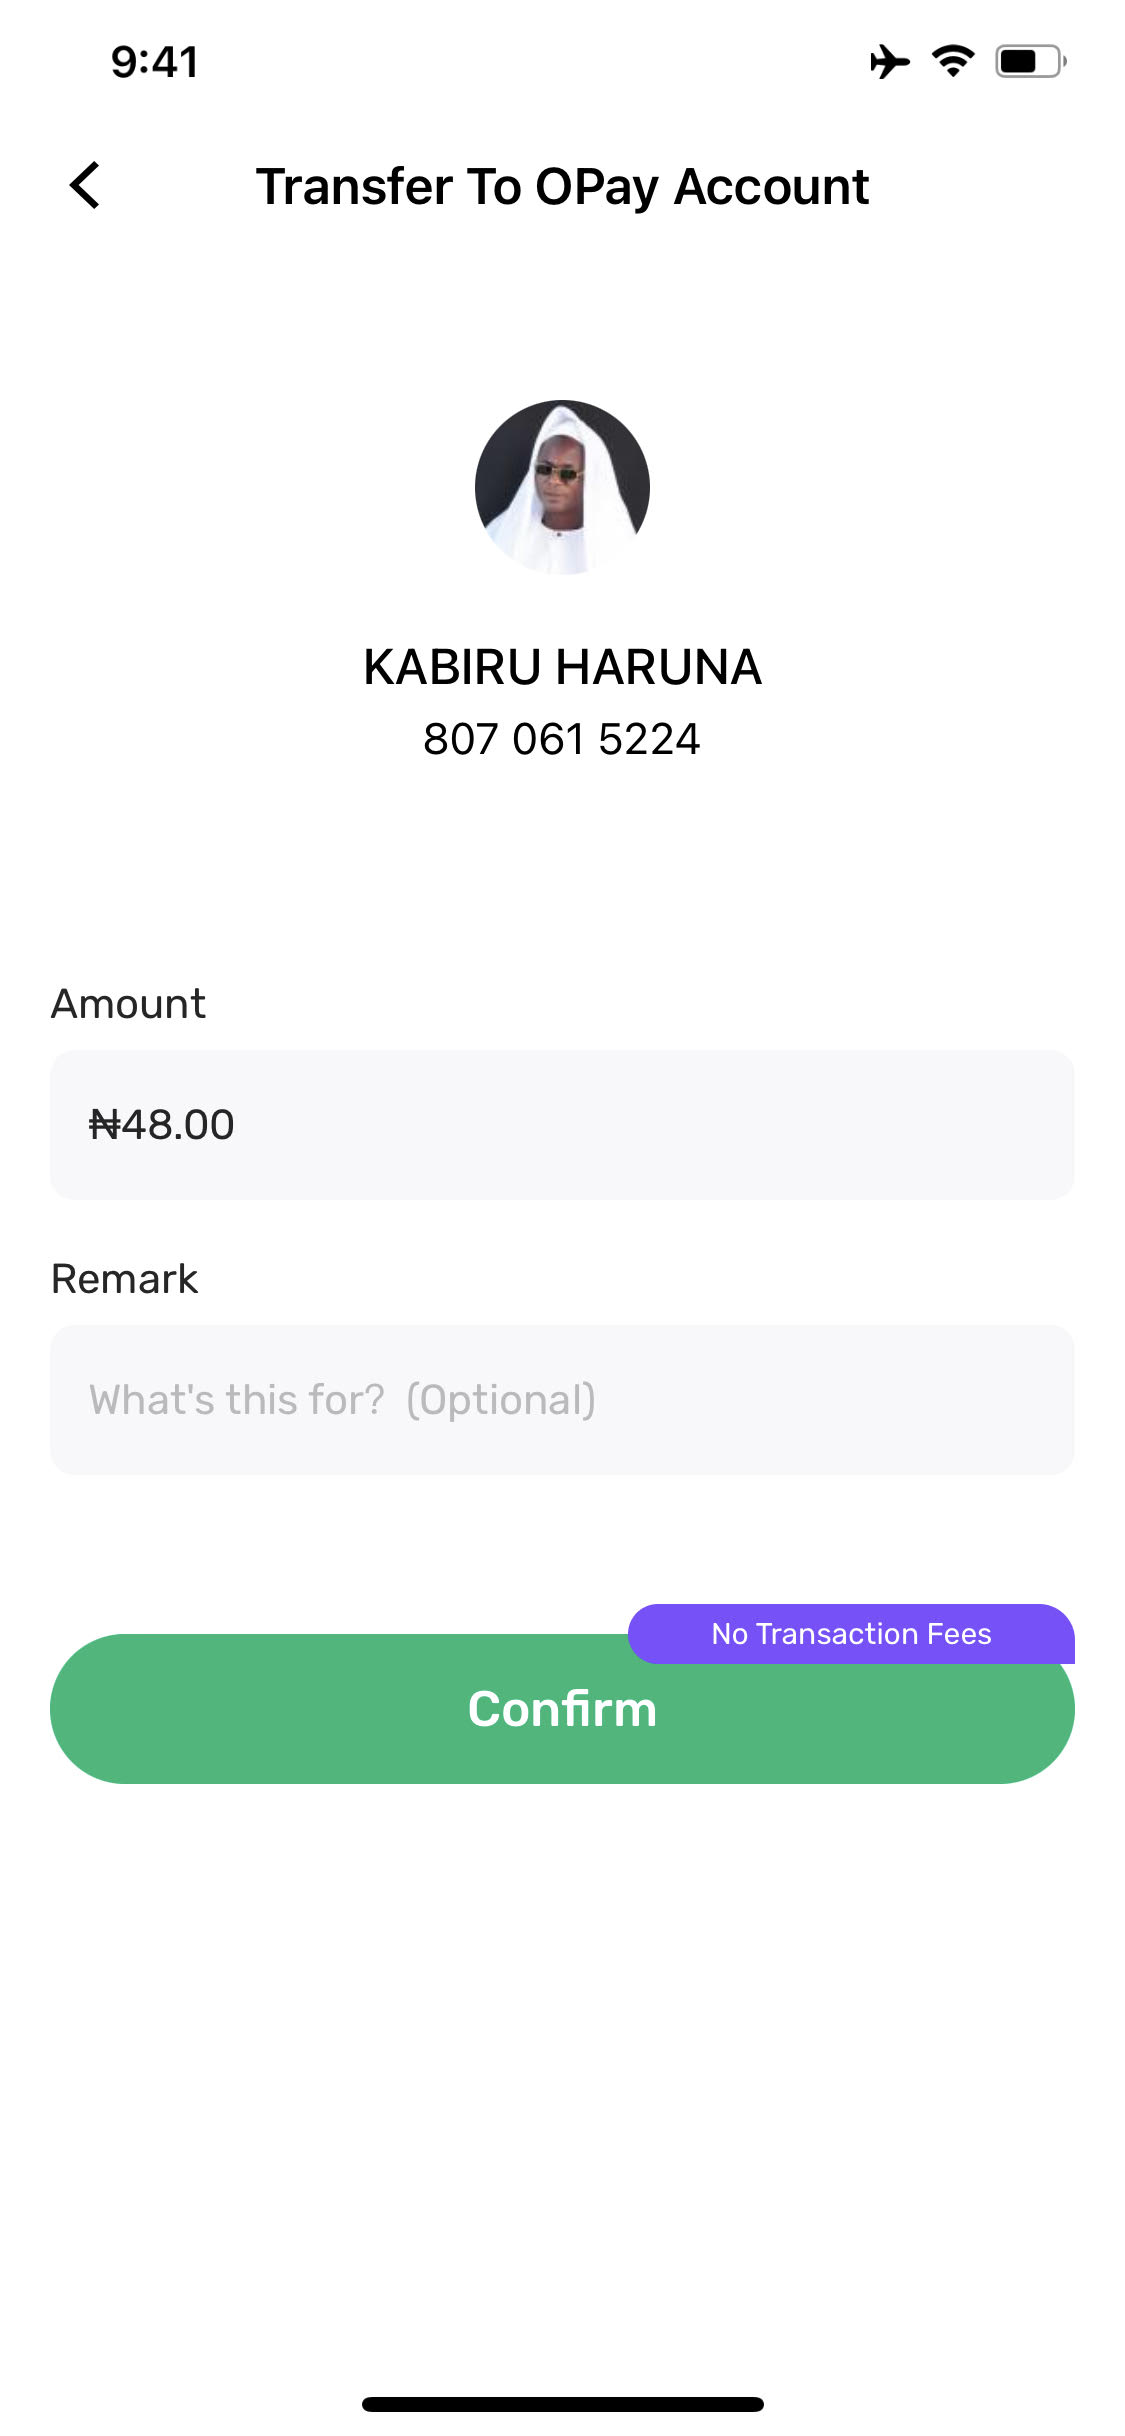 9:41
Transfer To OPay Account
KABIRU HARUNA
807 061 5224
Amount
₦48.00
Remark
What's this for? (Optional)
No Transaction Fees
Confirm